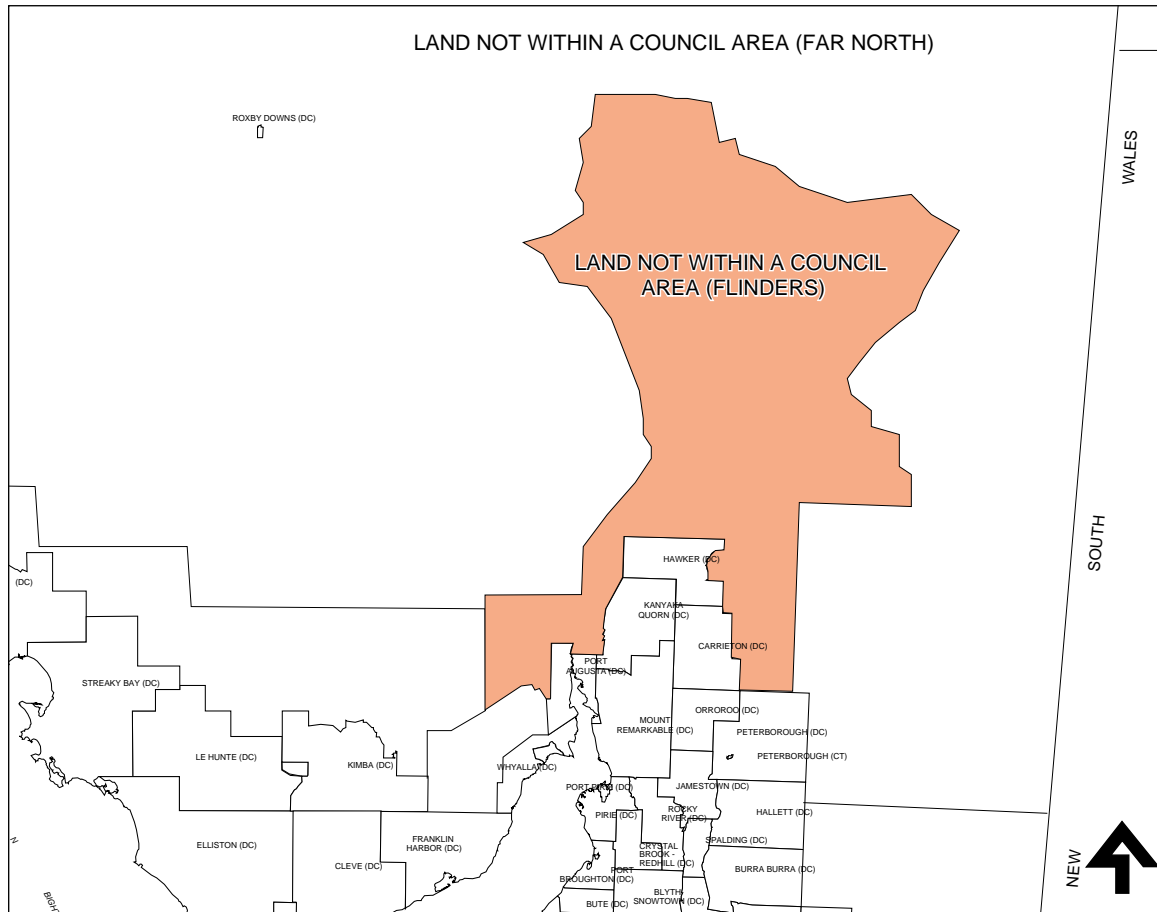 LAND NOT WITHIN A COUNCIL AREA (FAR NORTH)
ROXBY DOWNS (DC)
WALES
LAND NOT WITHIN A COUNCIL
AREA (FLINDERS)
SOUTH
HAWKER (DC)
(DC)
KANYAKA
QUORN (DC)
CARRIETON (DC)
PORT
AUGUSTA (DC)
STREAKY BAY (DC)
ORROROO (DC)
MOUNT
REMARKABLE (DC)
PETERBOROUGH (DC)
LE HUNTE (DC)
PETERBOROUGH (CT)
KIMBA (DC)
WHYALLA (DC)
PORT PIRIE (DC)
JAMESTOWN (DC)
PIRIE (DC)
ROCKY
RIVER (DC)
HALLETT (DC)
ELLISTON (DC)
FRANKLIN
HARBOR (DC)
SPALDING (DC)
CRYSTAL
BROOK -
REDHILL (DC)
CLEVE (DC)
PORT
BROUGHTON (DC)
BURRA BURRA (DC)
NEW
BLYTH-
SNOWTOWN (DC)
BUTE (DC)
N